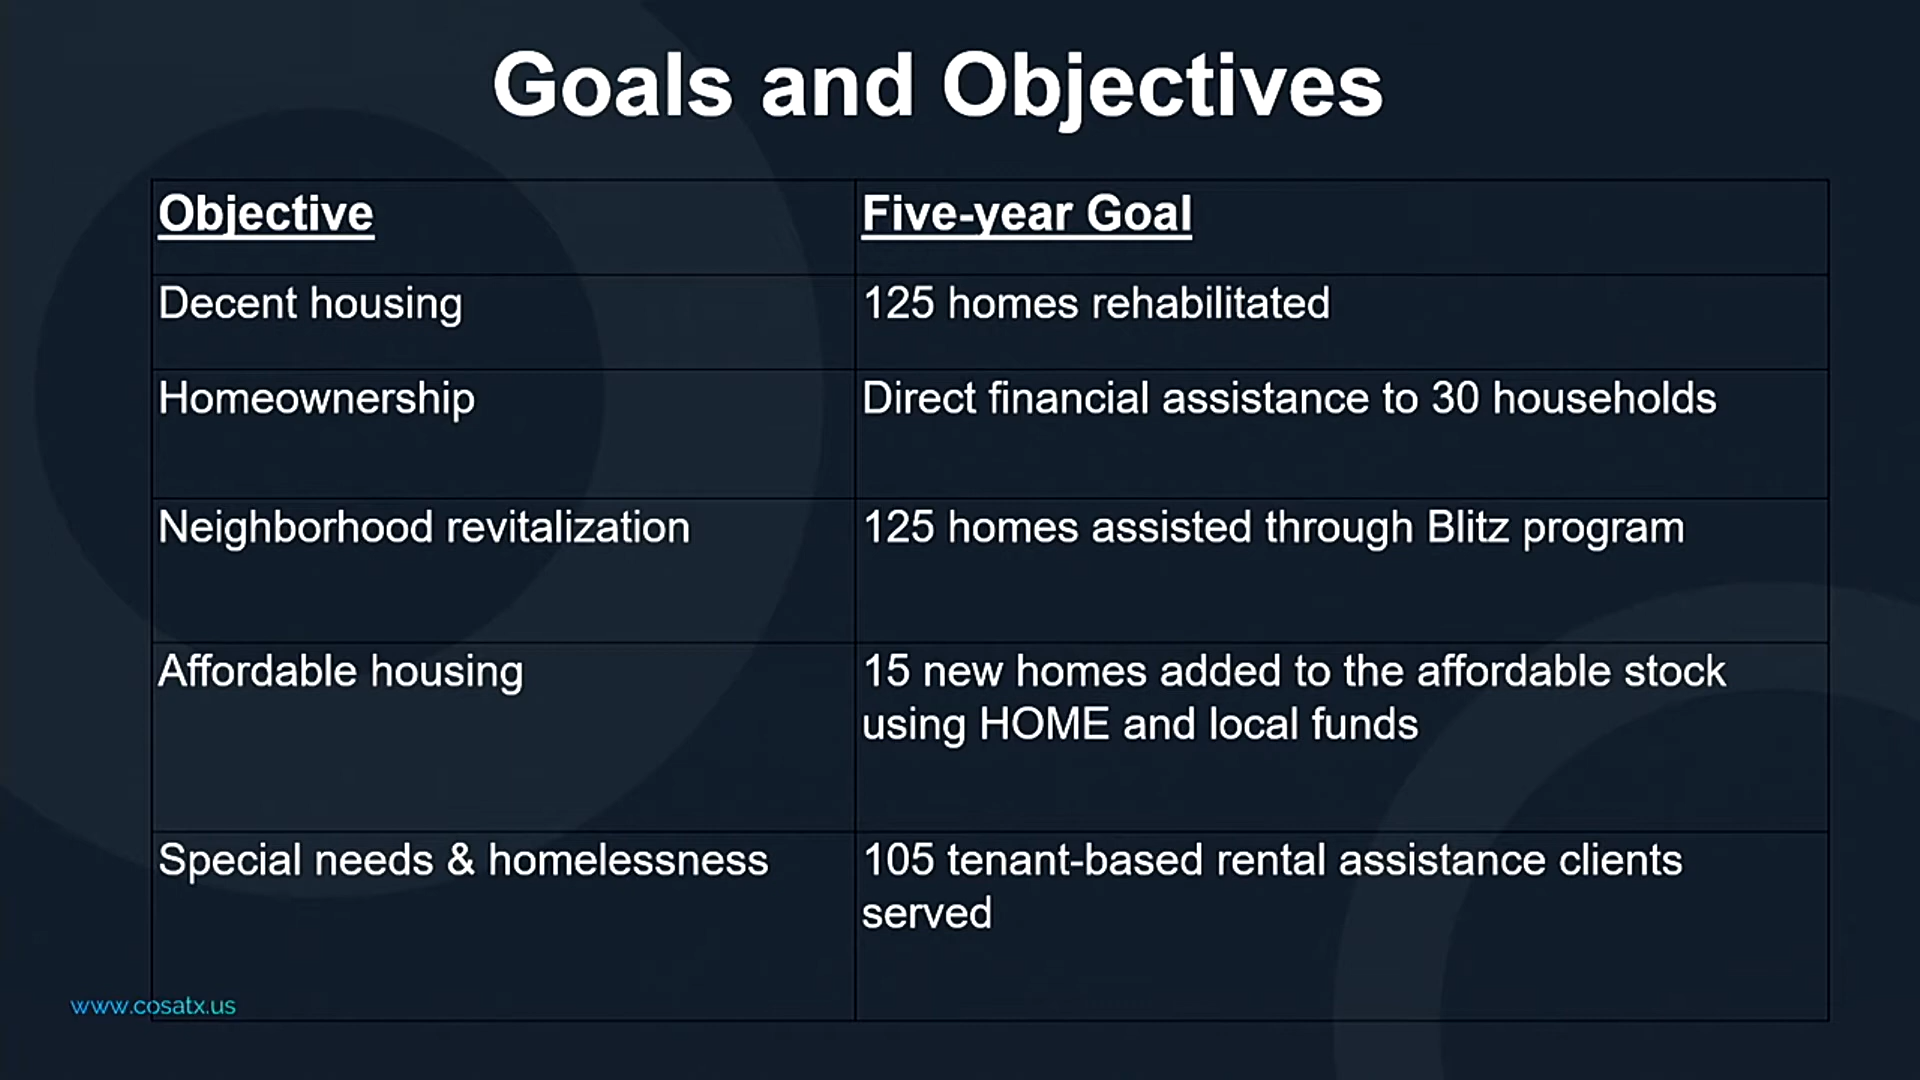 Goals and Objectives
Objective
Five-year Goal
Decent housing
125 homes rehabilitated
Homeownership
Direct financial assistance to 30 households
Neighborhood revitalization
125 homes assisted through Blitz program
Affordable housing
15 new homes added to the affordable stock
using HOME and local funds
Special needs & homelessness
105 tenant-based rental assistance clients
served
www.cosatx.us